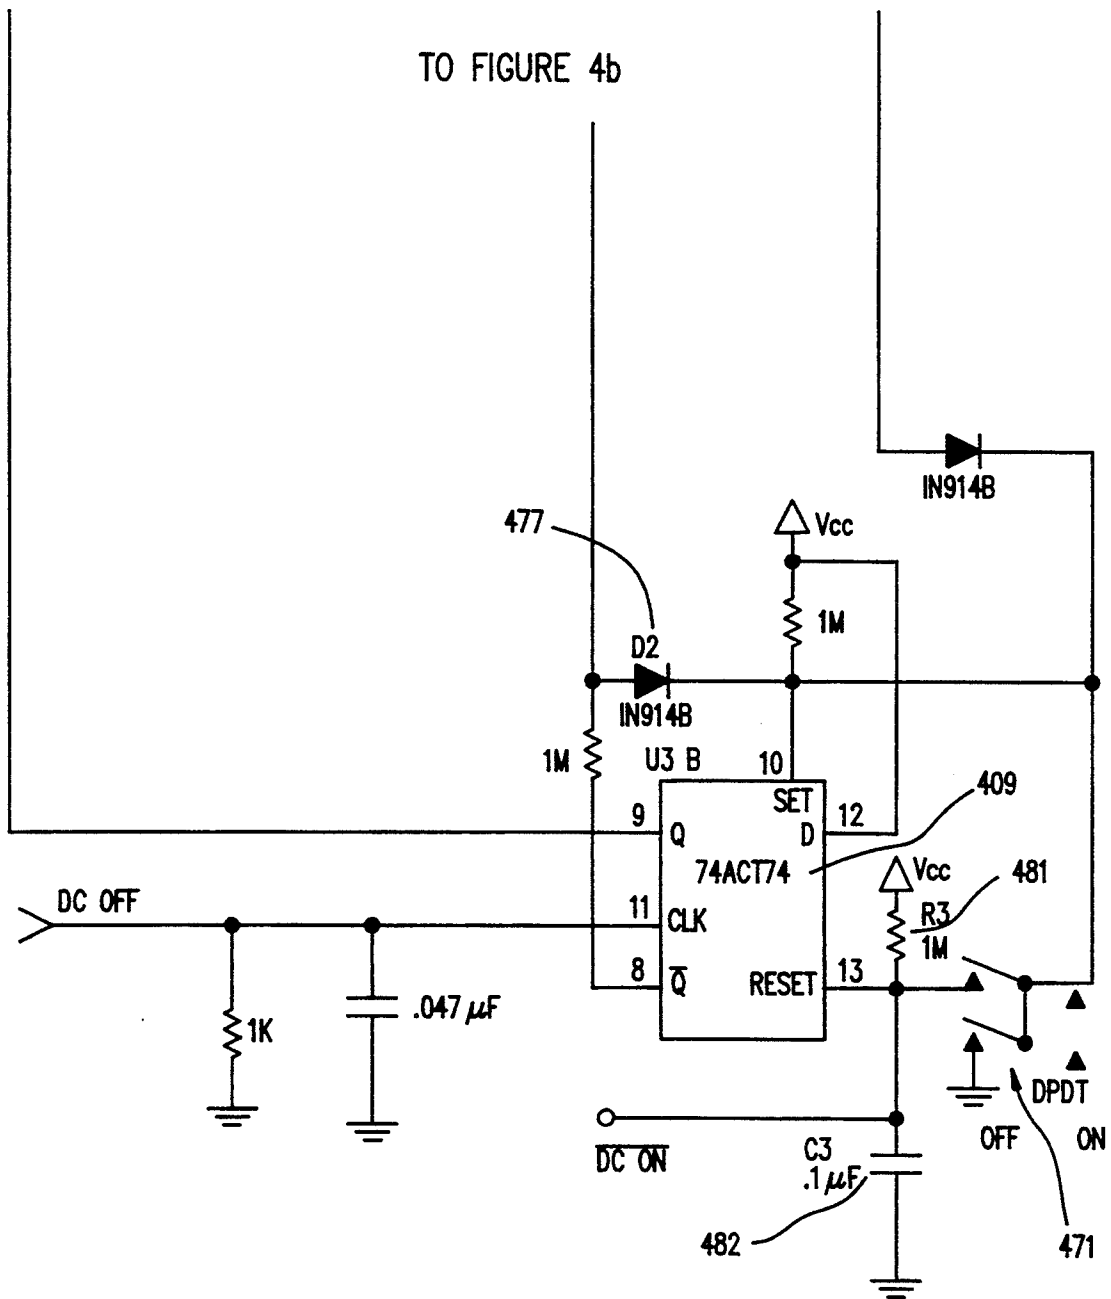 TO FIGURE 4b
IN914B
477
Vcc
1M
D2
IN914B
1M
U3 B
10
SET
409
9
Q
D
12
74ACT74
Vcc
481
DC OFF
11
CLK
R3
1M
8
Q̅
RESET
13
.047 μF
1K
DPDT
OFF
ON
D̅C̅ O̅N̅
C3
.1 μF
482
471